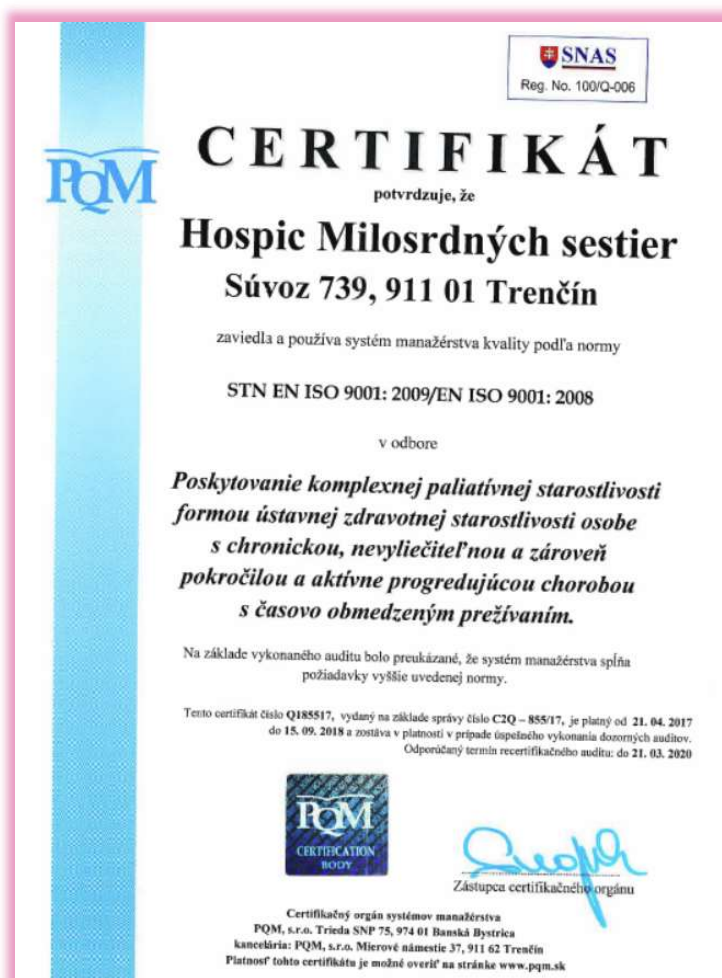 SNAS
Reg. No. 100/Q-006
PQM
CERTIFIKÁT
potvrdzuje, že
Hospic Milosrdných sestier
Súvoz 739, 911 01 Trenčín
zaviedla a používa systém manažérstva kvality podľa normy
STN EN ISO 9001: 2009/EN ISO 9001: 2008
v odbore
Poskytovanie komplexnej paliatívnej starostlivosti
formou ústavnej zdravotnej starostlivosti osobe
s chronickou, nevyliečiteľnou a zároveň
pokročilou a aktívne progredujúcou chorobou
s časovo obmedzeným prežívaním.
Na základe vykonaného auditu bolo preukázané, že systém manažérstva spĺňa
požiadavky vyššie uvedenej normy.
Tento certifikát číslo Q185517, vydaný na základe správy číslo C2Q – 855/17, je platný od 21. 04. 2017
do 15. 09. 2018 a zostáva v platnosti v prípade úspešného vykonania dozorných auditov.
Odporúčaný termín recertifikačného auditu: do 21. 03. 2020
PQM
CERTIFICATION
BODY
Zástupca certifikačného orgánu
Certifikačný orgán systémov manažérstva
PQM, s.r.o. Trieda SNP 75, 974 01 Banská Bystrica
kancelária: PQM, s.r.o. Mierové námestie 37, 911 62 Trenčín
Platnosť tohto certifikátu je možné overiť na stránke www.pqm.sk